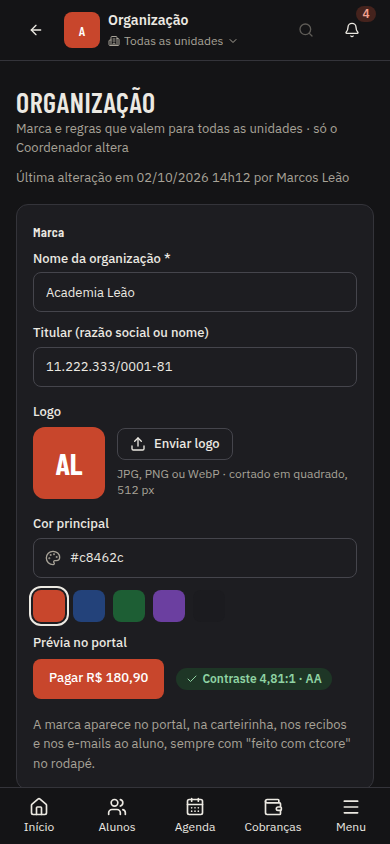 4
A
Organização
Todas as unidades
ORGANIZAÇÃO
Marca e regras que valem para todas as unidades · só o
Coordenador altera
Última alteração em 02/10/2026 14h12 por Marcos Leão
Marca
Nome da organização *
Academia Leão
Titular (razão social ou nome)
11.222.333/0001-81
Logo
AL
Enviar logo
JPG, PNG ou WebP · cortado em quadrado,
512 px
Cor principal
#c8462c
Prévia no portal
Pagar R$ 180,90
Contraste 4,81:1 · AA
A marca aparece no portal, na carteirinha, nos recibos
e nos e-mails ao aluno, sempre com "feito com ctcore"
no rodapé.
Início
Alunos
Agenda
Cobranças
Menu